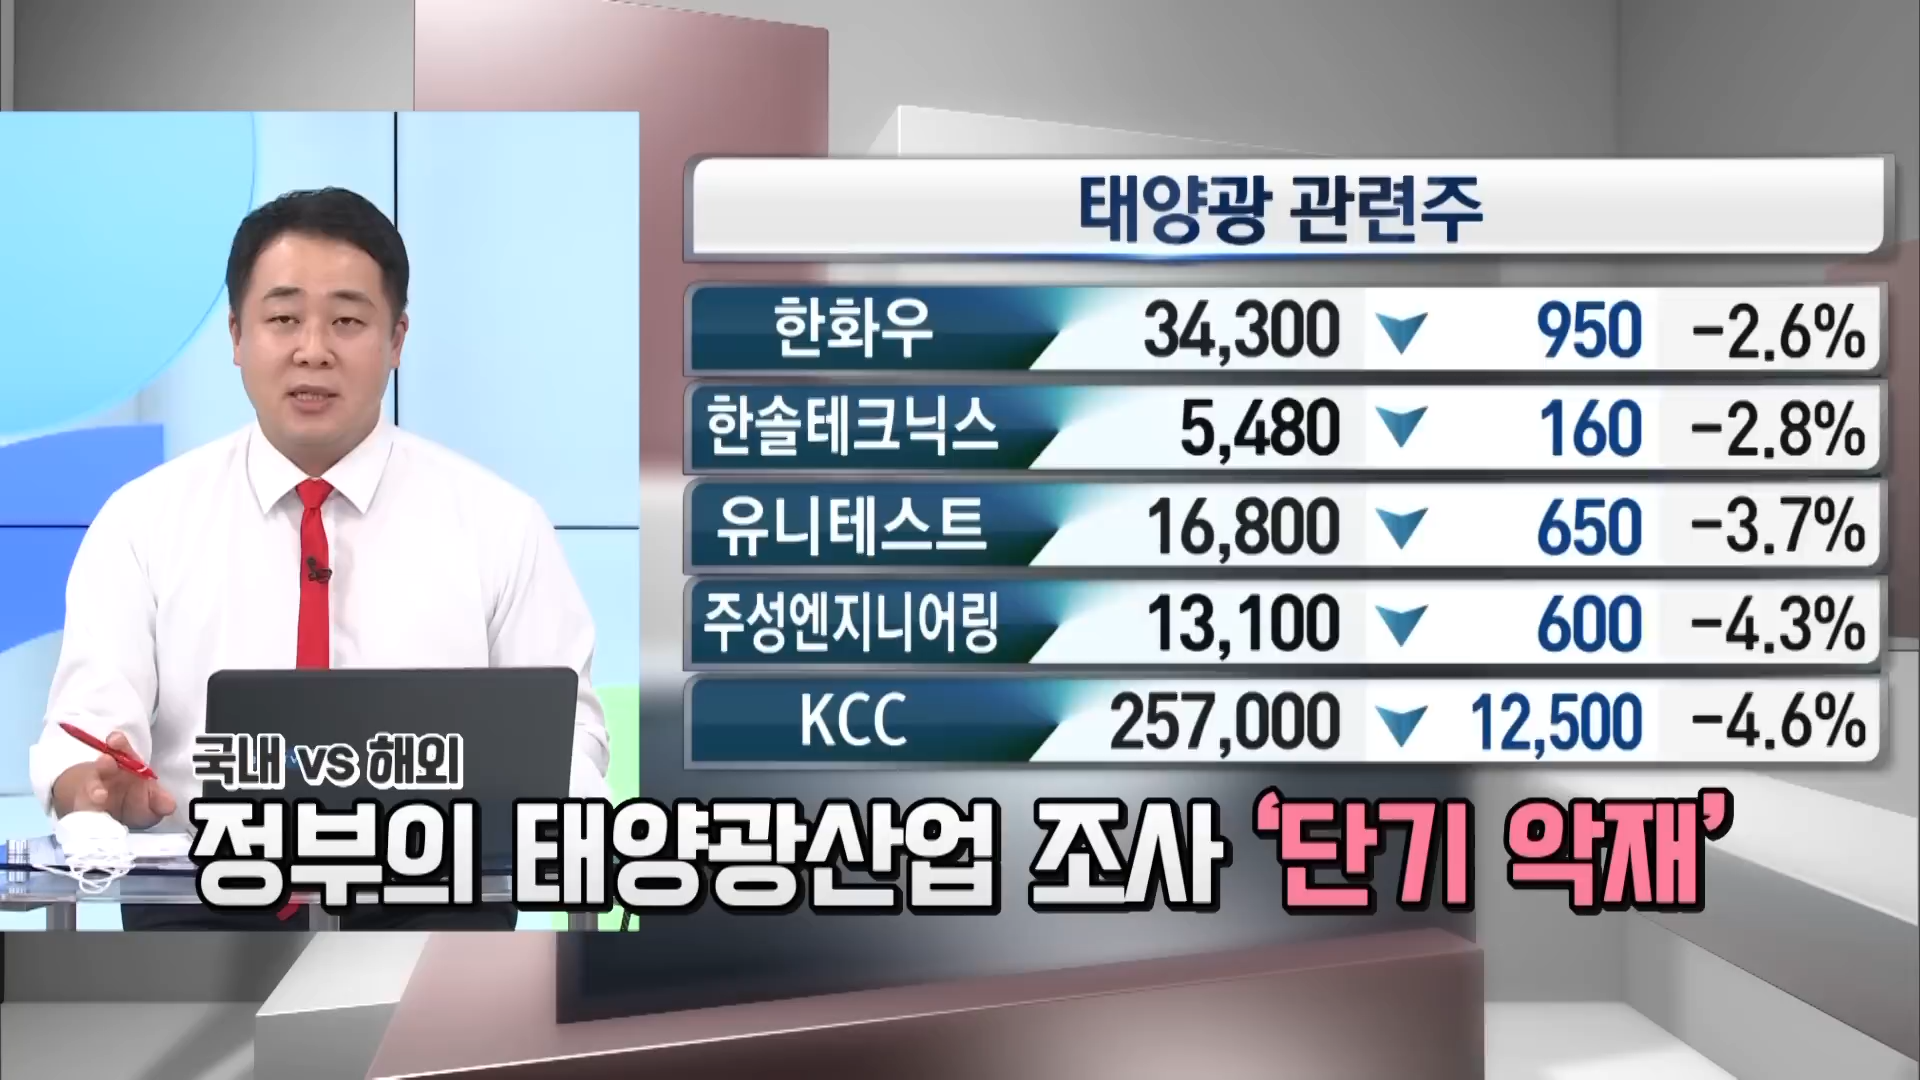 태양광 관련주
한화우 34,300 ▼ 950 -2.6%
한솔테크닉스 5,480 ▼ 160 -2.8%
유니테스트 16,800 ▼ 650 -3.7%
주성엔지니어링 13,100 ▼ 600 -4.3%
KCC 257,000 ▼ 12,500 -4.6%
국내 vs 해외
정부의 태양광산업 조사 ‘단기 악재’